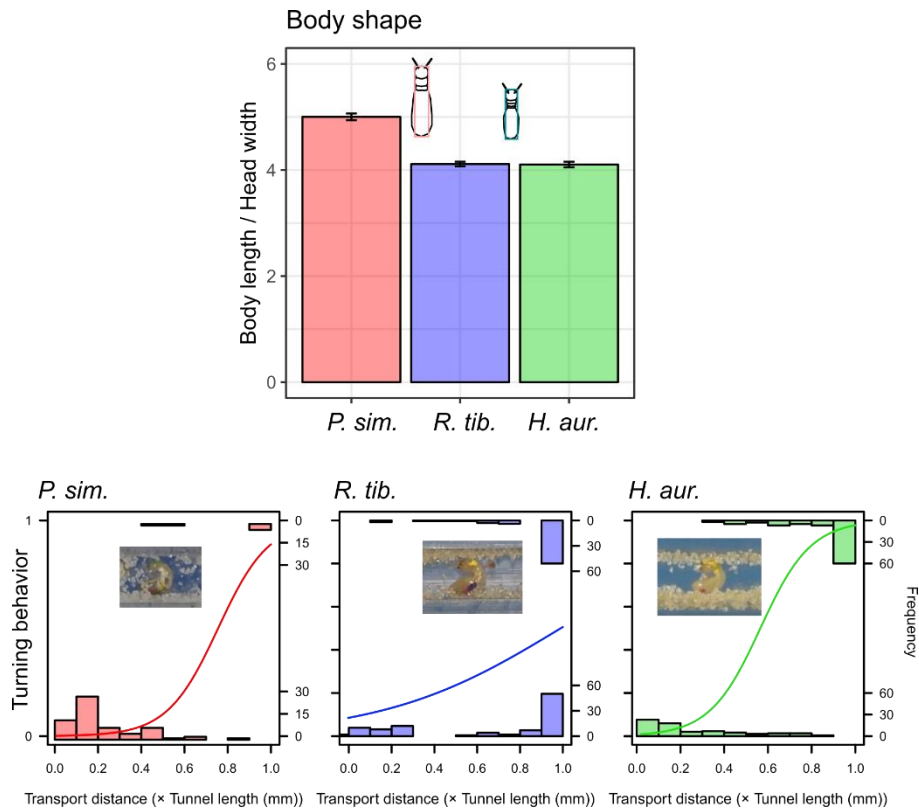 Body shape
Body length / Head width
6
4
2
0
P. sim.
R. tib.
H. aur.
P. sim.
R. tib.
H. aur.
Turning behavior
1
0
0
15
30
30
15
0
0
30
60
60
30
0
0
30
60
60
30
0
Frequency
0.0 0.2 0.4 0.6 0.8 1.0
0.0 0.2 0.4 0.6 0.8 1.0
0.0 0.2 0.4 0.6 0.8 1.0
Transport distance (× Tunnel length (mm))
Transport distance (× Tunnel length (mm))
Transport distance (× Tunnel length (mm))